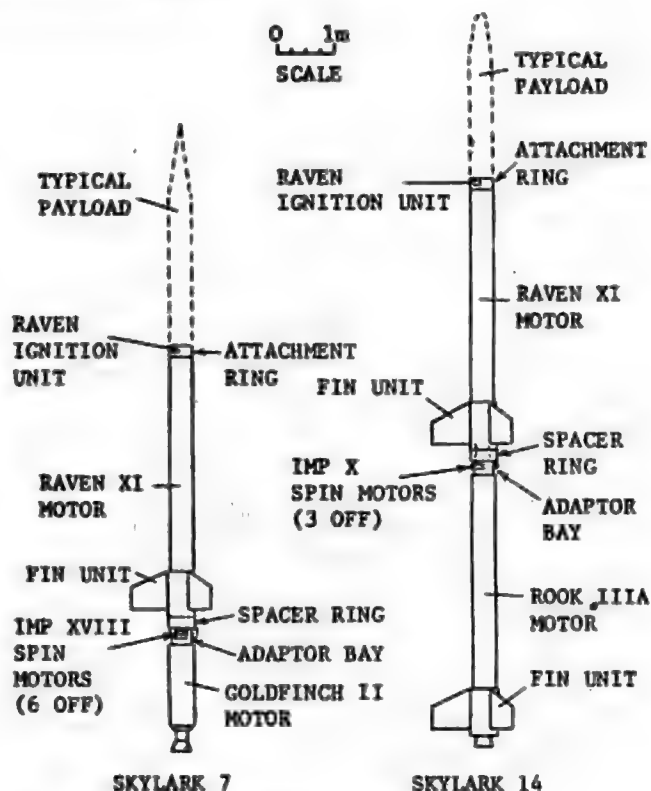 0 1m
SCALE
TYPICAL
PAYLOAD
RAVEN
IGNITION
UNIT
ATTACHMENT
RING
RAVEN XI
MOTOR
FIN UNIT
IMP XVIII
SPIN
MOTORS
(6 OFF)
SPACER RING
ADAPTOR BAY
GOLDFINCH II
MOTOR
SKYLARK 7
TYPICAL
PAYLOAD
RAVEN
IGNITION UNIT
ATTACHMENT
RING
RAVEN XI
MOTOR
FIN UNIT
IMP X
SPIN MOTORS
(3 OFF)
SPACER
RING
ADAPTOR
BAY
ROOK IIIA
MOTOR
FIN UNIT
SKYLARK 14